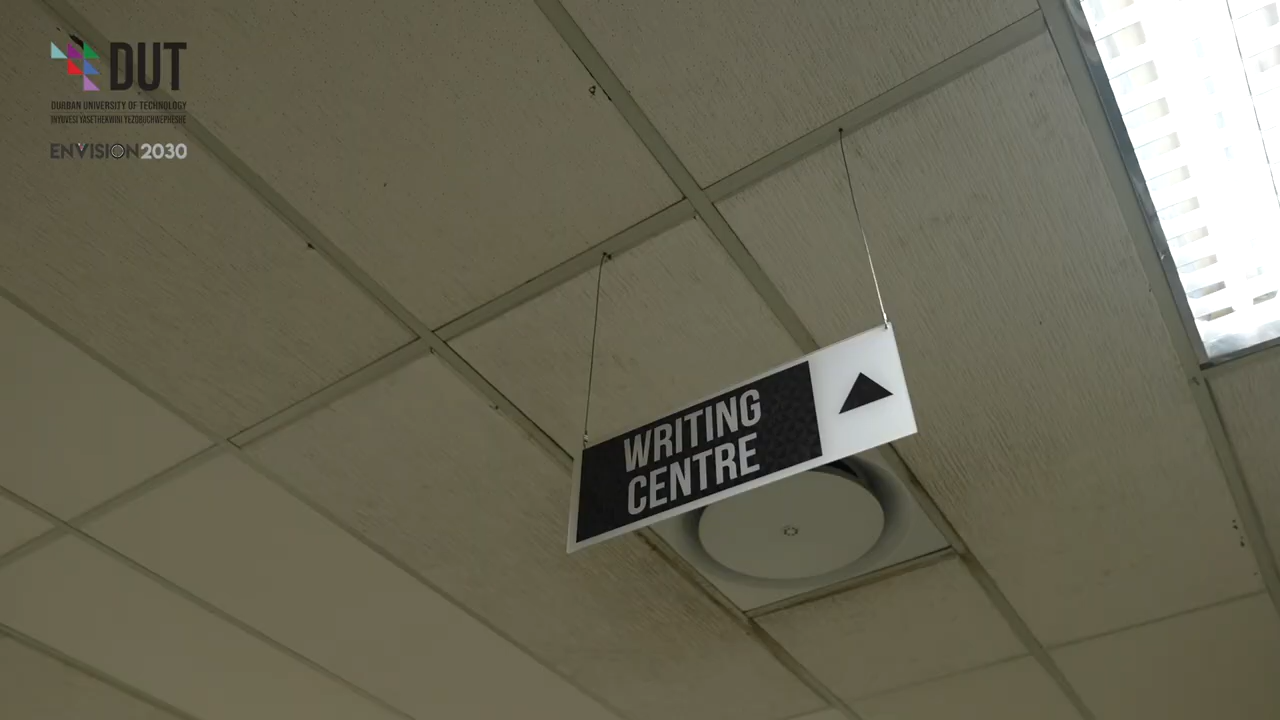 DUT
DURBAN UNIVERSITY OF TECHNOLOGY
INYUVESI YASETHEKWINI YEZOBUCHWEPHESHE
ENVISION2030
WRITING
CENTRE